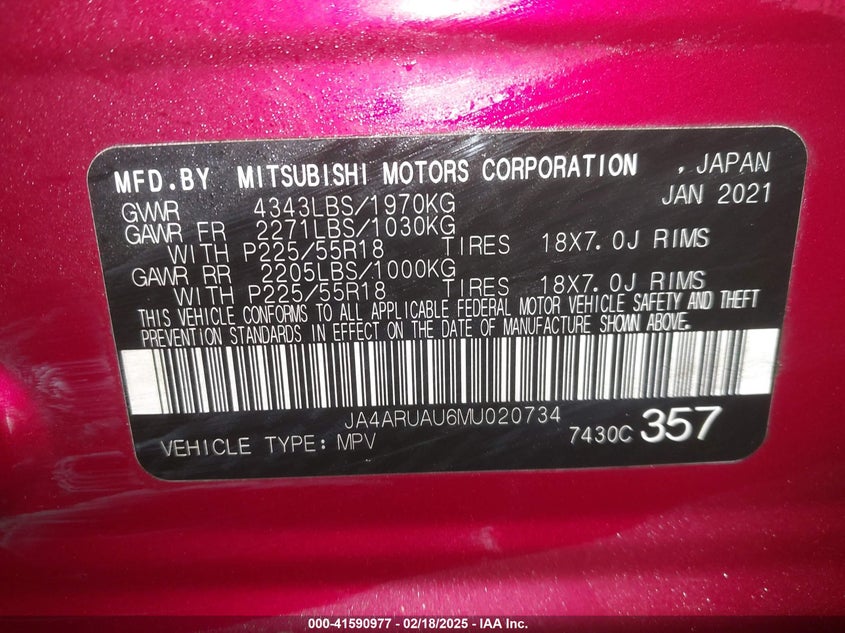 MFD.BY MITSUBISHI MOTORS CORPORATION , JAPAN
JAN 2021
GVWR 4343LBS/1970KG
GAWR FR 2271LBS/1030KG
WITH P225/55R18 TIRES 18X7.0J RIMS
GAWR RR 2205LBS/1000KG
WITH P225/55R18 TIRES 18X7.0J RIMS
THIS VEHICLE CONFORMS TO ALL APPLICABLE FEDERAL MOTOR VEHICLE SAFETY AND THEFT
PREVENTION STANDARDS IN EFFECT ON THE DATE OF MANUFACTURE SHOWN ABOVE.
JA4ARUAU6MU020734
VEHICLE TYPE: MPV 7430C 357
000-41590977 - 02/18/2025 - IAA Inc.